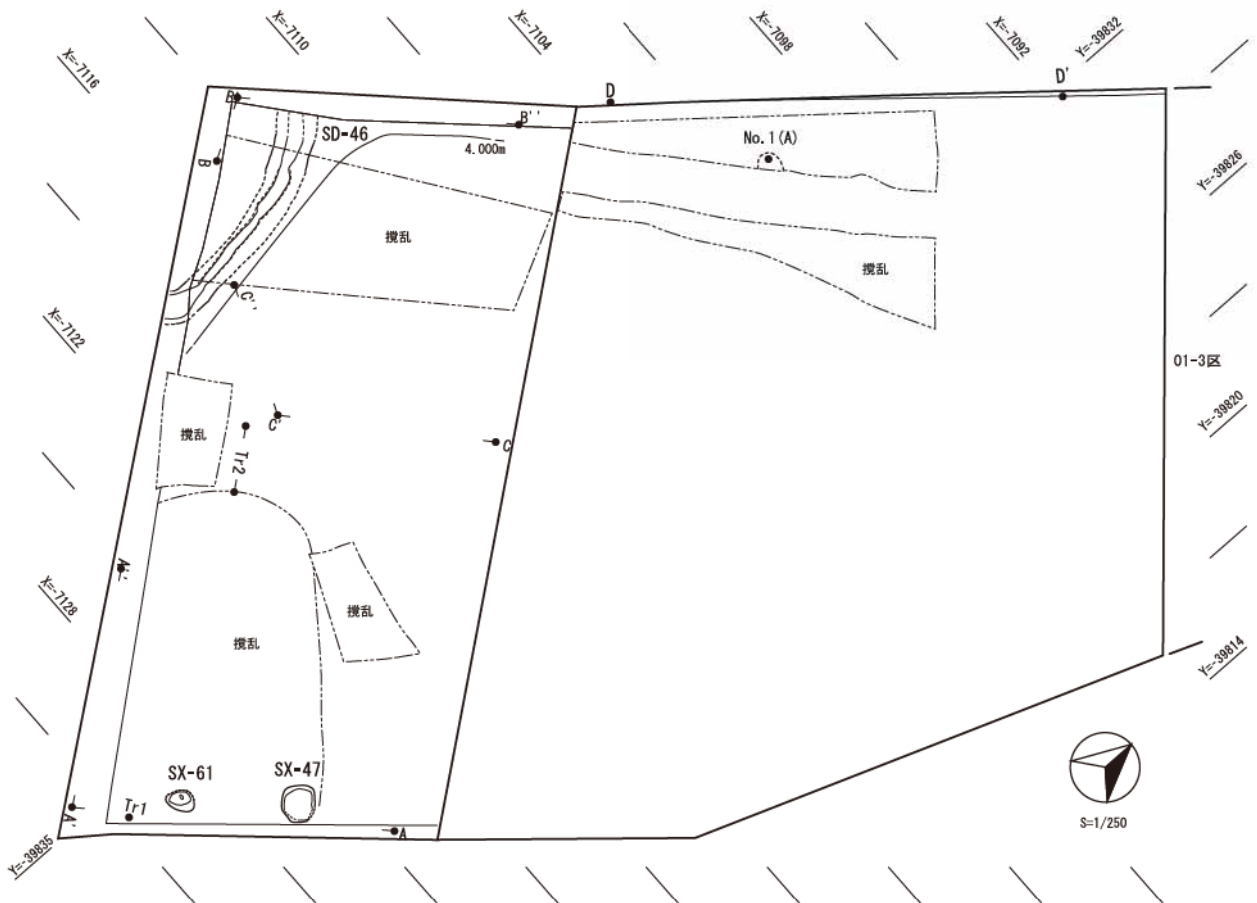 X=-7116
X=-7110
X=-7104
X=-7098
X=-7092
Y=-39832
B'
SD-46
B''
D
D'
4.000m
No.1(A)
B
撹乱
撹乱
Y=-39826
C''
X=-7122
01-3区
撹乱
C'
C
Tr2
Y=-39820
A''
X=-7128
撹乱
撹乱
Y=-39814
SX-61
SX-47
A'
Tr1
A
S=1/250
Y=-39835